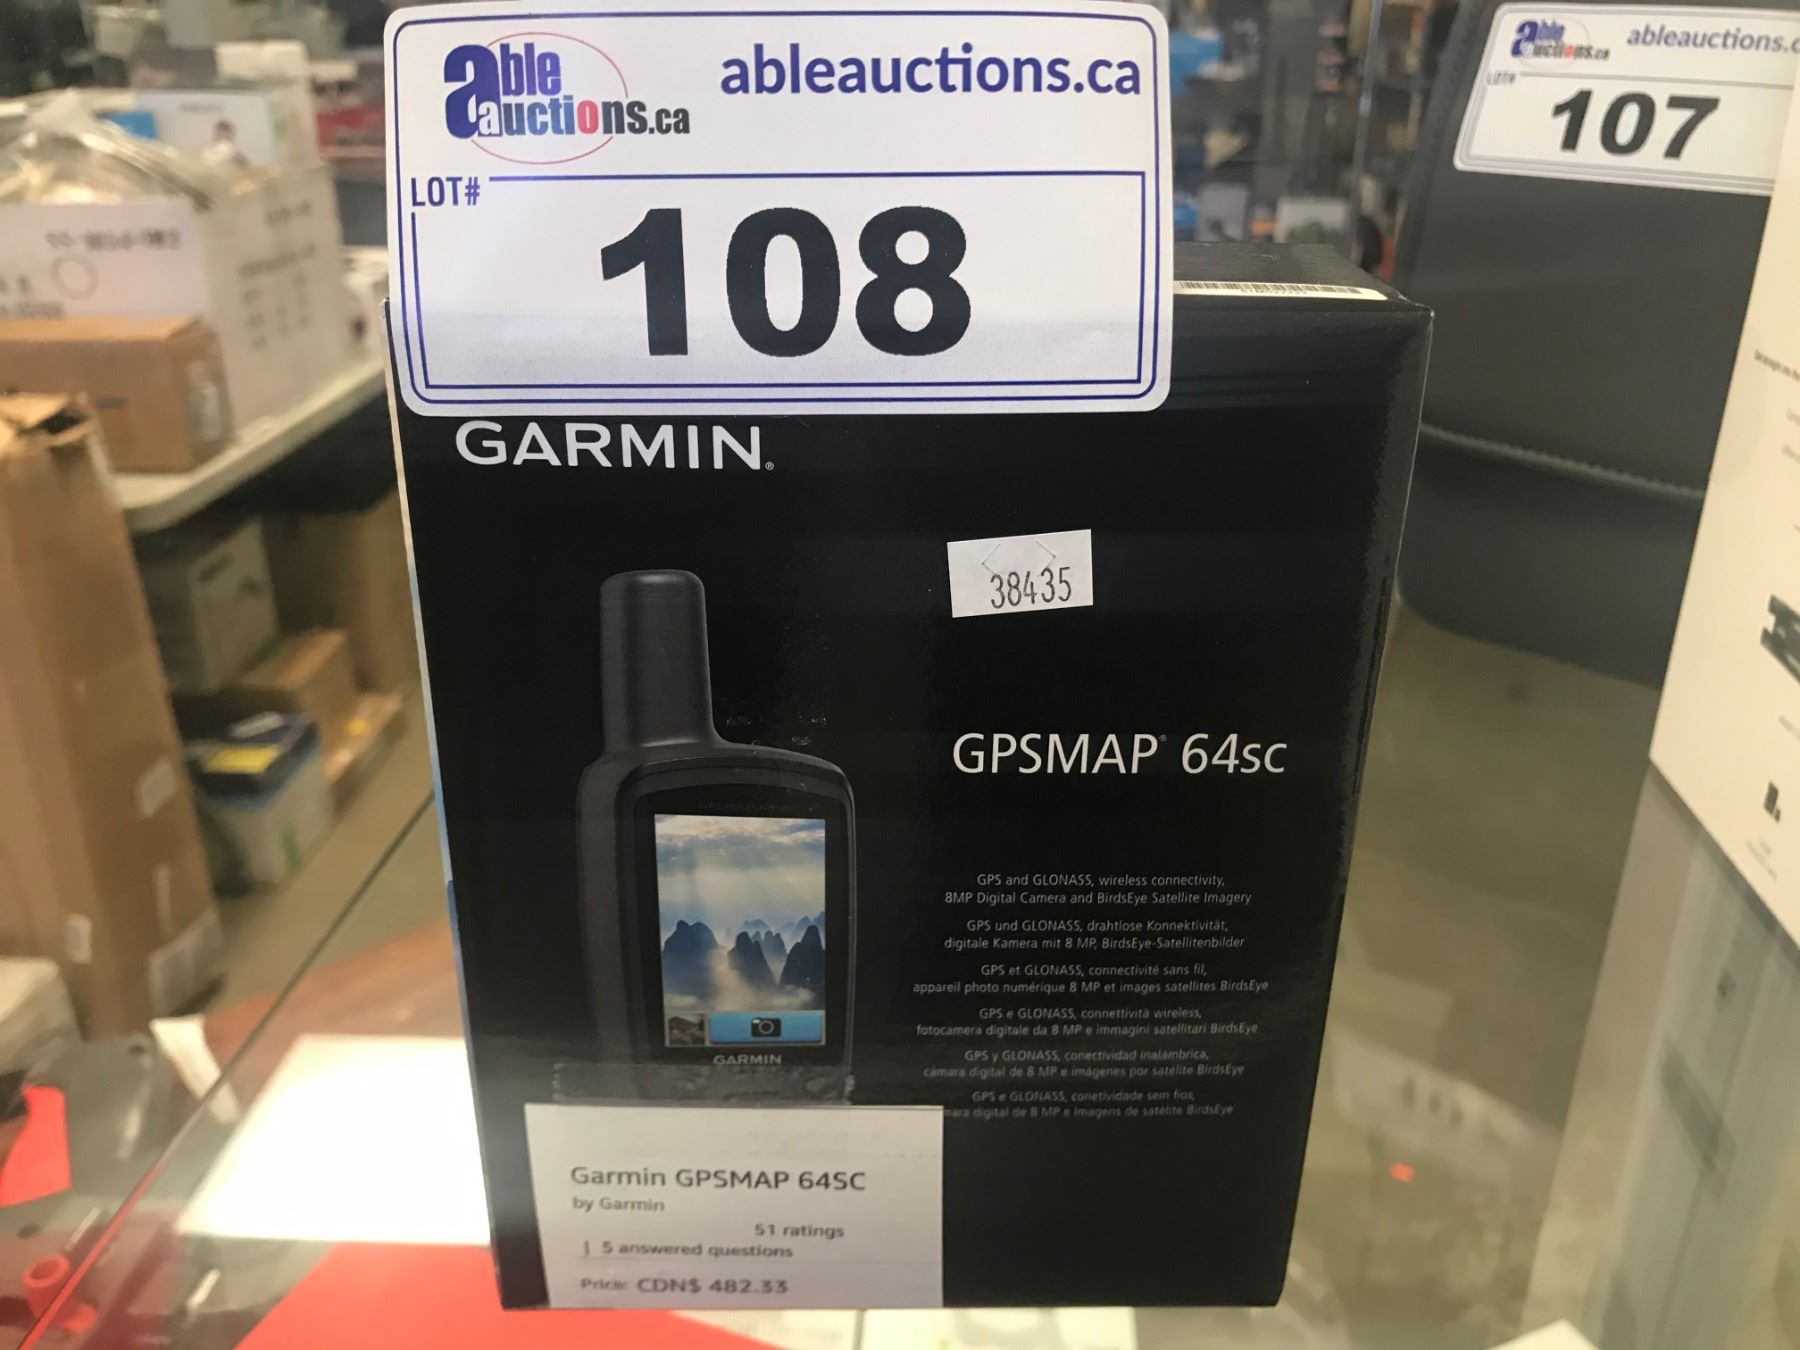 able auctions.ca
ableauctions.ca
LOT#
108
able auctions.ca
ableauctions.c
LOT#
107
GARMIN®
38435
GPSMAP® 64sc
GPS and GLONASS, wireless connectivity,
8MP Digital Camera and BirdsEye Satellite Imagery
GPS und GLONASS, drahtlose Konnektivität,
digitale Kamera mit 8 MP, BirdsEye-Satellitenbilder
GPS et GLONASS, connectivité sans fil,
appareil photo numérique 8 MP et images satellites BirdsEye
GPS e GLONASS, connettività wireless,
fotocamera digitale da 8 MP e immagini satellitari BirdsEye
GPS y GLONASS, conectividad inalámbrica,
cámara digital de 8 MP e imágenes por satélite BirdsEye
GPS e GLONASS, conetividade sem fios,
mara digital de 8 MP e imagens de satélite BirdsEye
GARMIN
Garmin GPSMAP 64SC
by Garmin
51 ratings
| 5 answered questions
Price: CDN$ 482.33